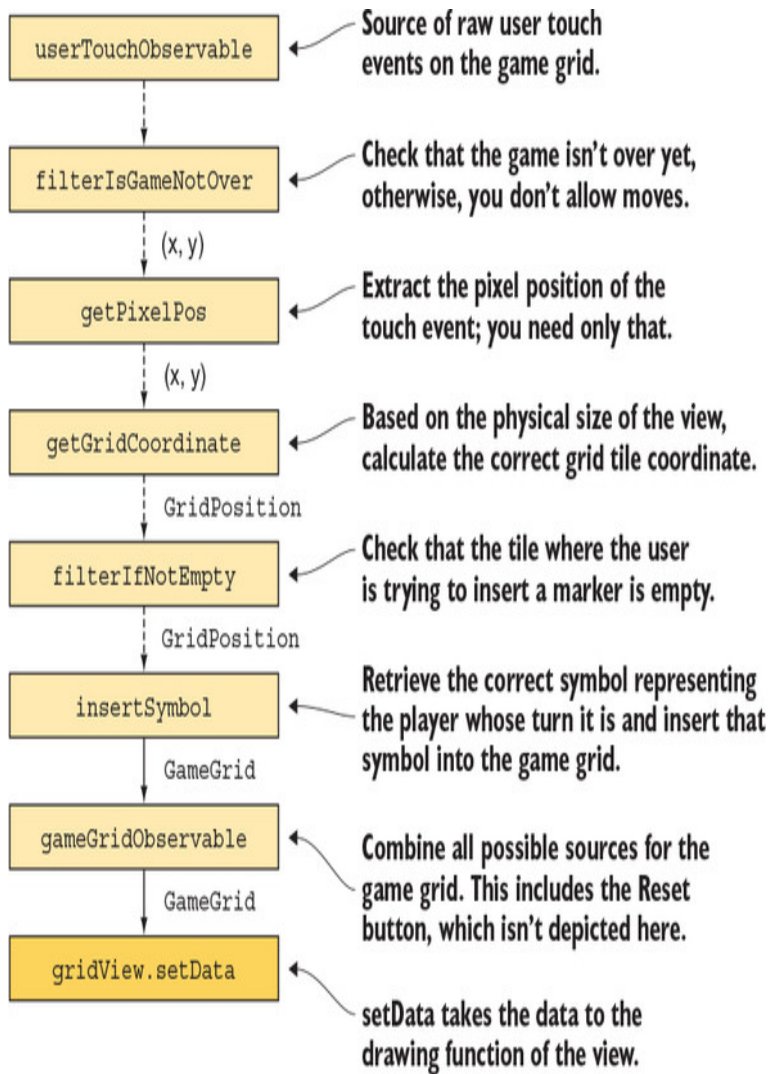 userTouchObservable
Source of raw user touch
events on the game grid.
filterIsGameNotOver
Check that the game isn't over yet,
otherwise, you don't allow moves.
(x, y)
getPixelPos
Extract the pixel position of the
touch event; you need only that.
(x, y)
getGridCoordinate
Based on the physical size of the view,
calculate the correct grid tile coordinate.
GridPosition
filterIfNotEmpty
Check that the tile where the user
is trying to insert a marker is empty.
GridPosition
insertSymbol
Retrieve the correct symbol representing
the player whose turn it is and insert that
symbol into the game grid.
GameGrid
gameGridObservable
Combine all possible sources for the
game grid. This includes the Reset
button, which isn't depicted here.
GameGrid
gridView.setData
setData takes the data to the
drawing function of the view.